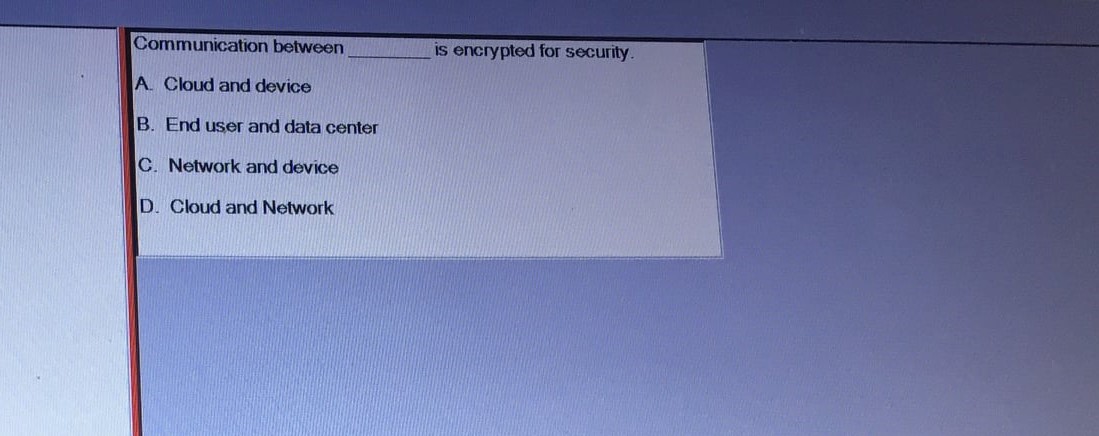 Communication between ________ is encrypted for security.
A. Cloud and device
B. End user and data center
C. Network and device
D. Cloud and Network